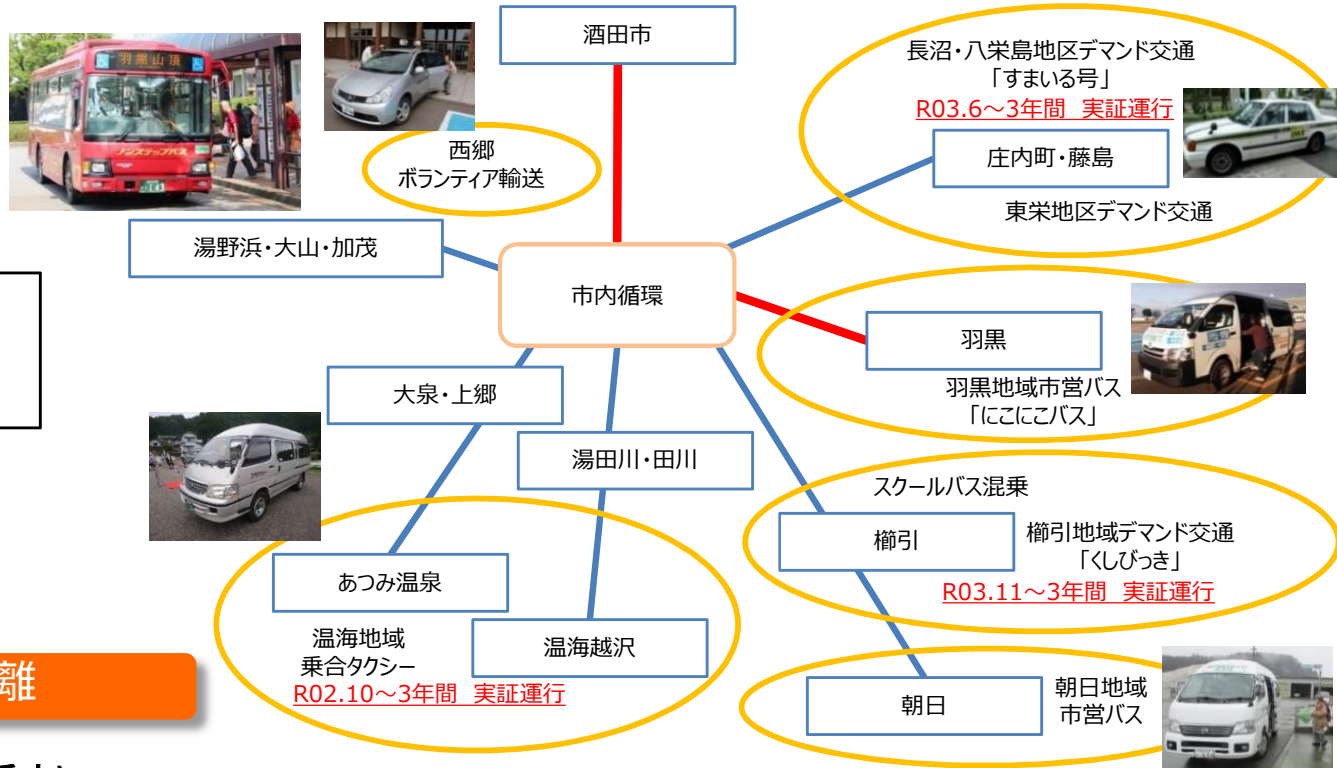 酒田市
羽黒山頂
ノンステップバス
西郷
ボランティア輸送
長沼・八栄島地区デマンド交通
「すまいる号」
R03.6～3年間 実証運行
庄内町・藤島
東栄地区デマンド交通
湯野浜・大山・加茂
市内循環
羽黒
羽黒地域市営バス
「にこにこバス」
大泉・上郷
湯田川・田川
スクールバス混乗
櫛引
櫛引地域デマンド交通
「くしびっき」
R03.11～3年間 実証運行
あつみ温泉
温海越沢
温海地域
乗合タクシー
R02.10～3年間 実証運行
離
朝日
朝日地域
市営バス